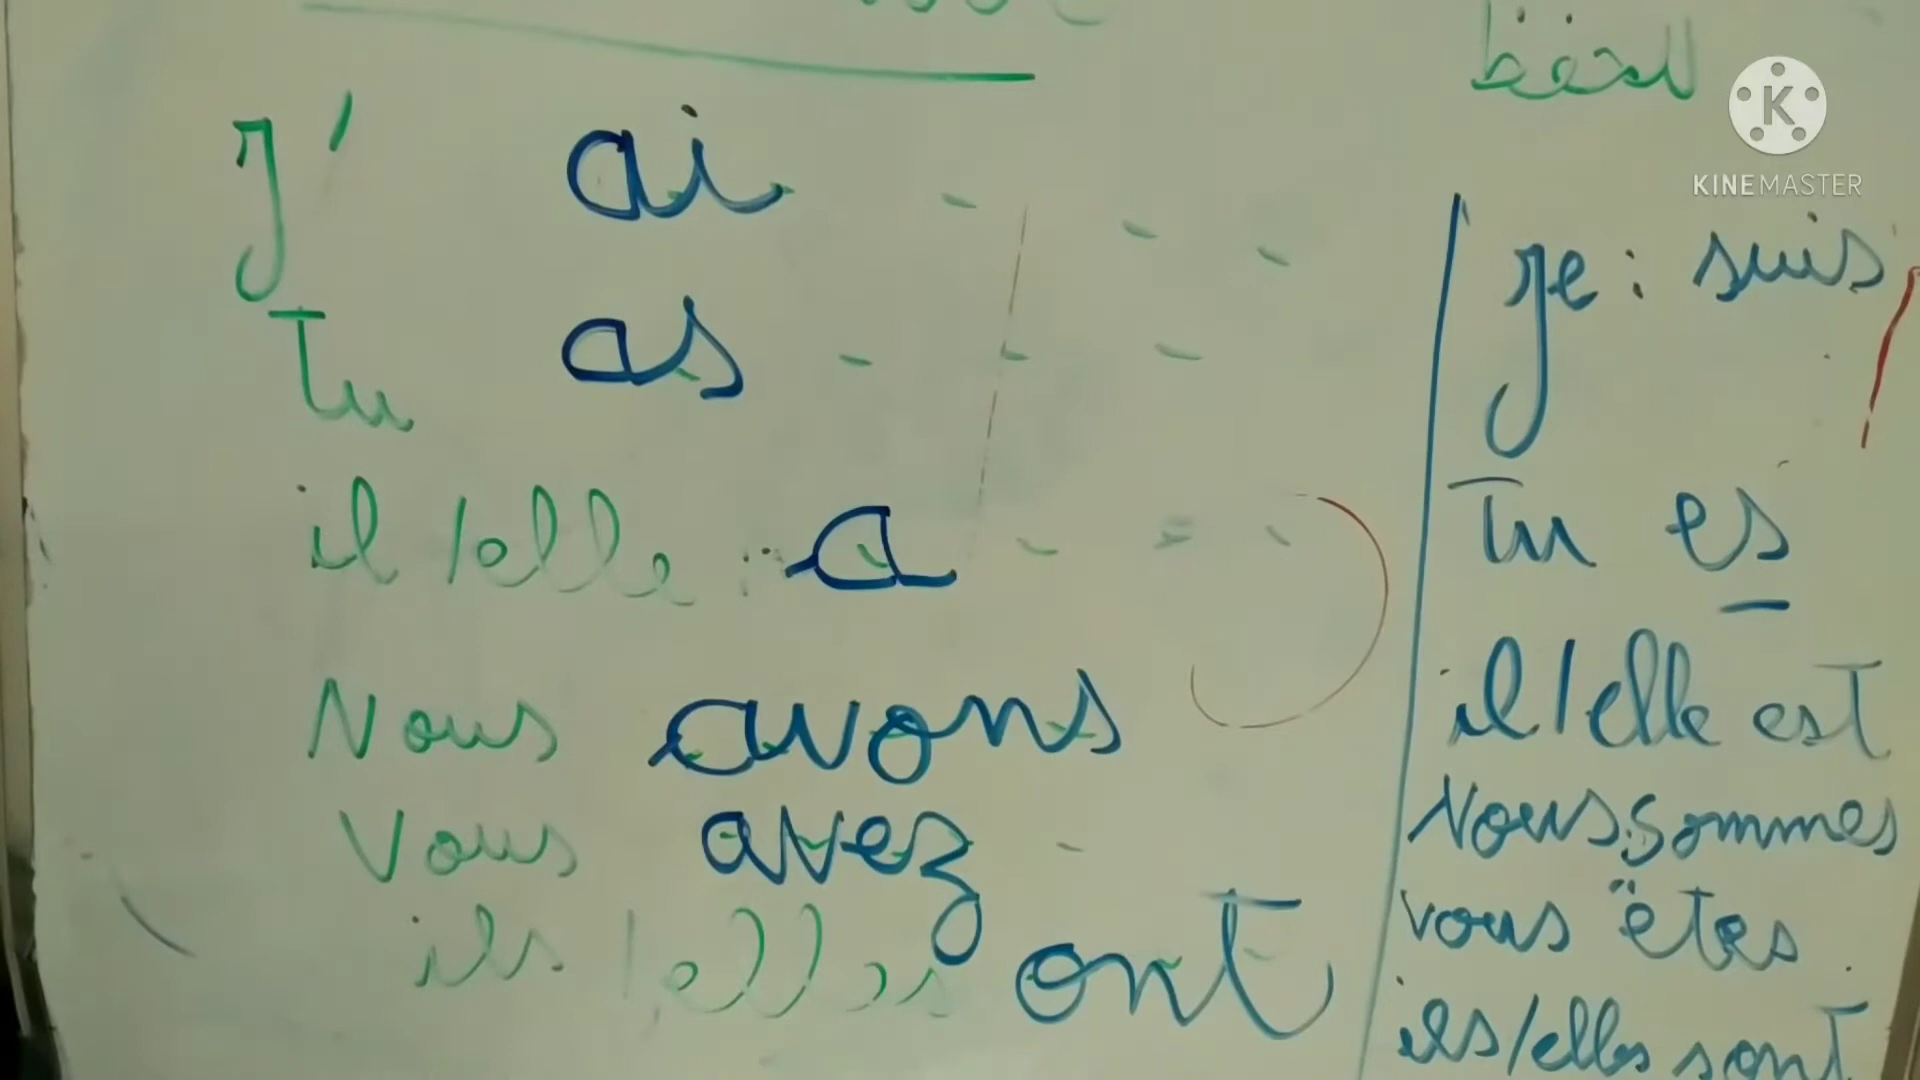 للحفظ
KINEMASTER
j' ai
Tu as
il/elle : a
Nous avons
Vous avez
ils/elles ont
je : suis
Tu es
il/elle est
Nous sommes
vous êtes
ils/elles sont